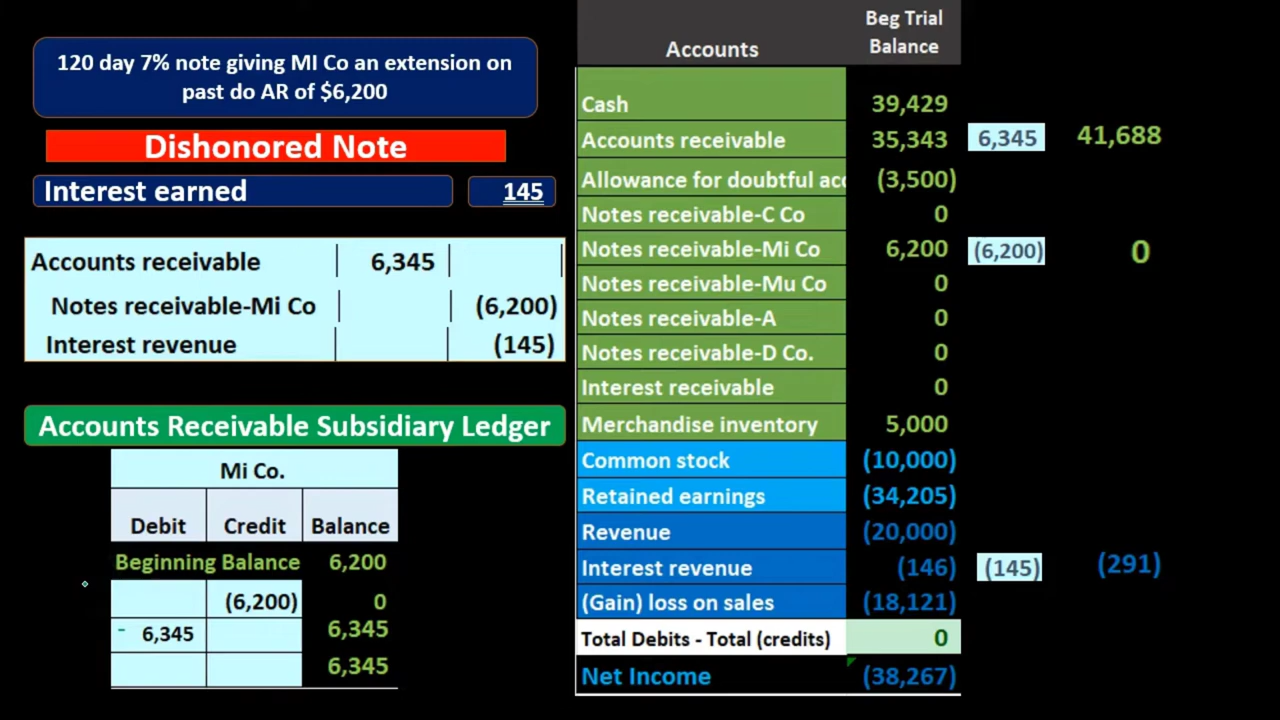 120 day 7% note giving MI Co an extension on
past do AR of $6,200
Dishonored Note
Interest earned 145
Accounts receivable 6,345
Notes receivable-Mi Co (6,200)
Interest revenue (145)
Accounts Receivable Subsidiary Ledger
Mi Co.
Debit Credit Balance
Beginning Balance 6,200
(6,200) 0
6,345 6,345
6,345
Accounts Beg Trial
Balance
Cash 39,429
Accounts receivable 35,343 6,345 41,688
Allowance for doubtful acc (3,500)
Notes receivable-C Co 0
Notes receivable-Mi Co 6,200 (6,200) 0
Notes receivable-Mu Co 0
Notes receivable-A 0
Notes receivable-D Co. 0
Interest receivable 0
Merchandise inventory 5,000
Common stock (10,000)
Retained earnings (34,205)
Revenue (20,000)
Interest revenue (146) (145) (291)
(Gain) loss on sales (18,121)
Total Debits - Total (credits) 0
Net Income (38,267)